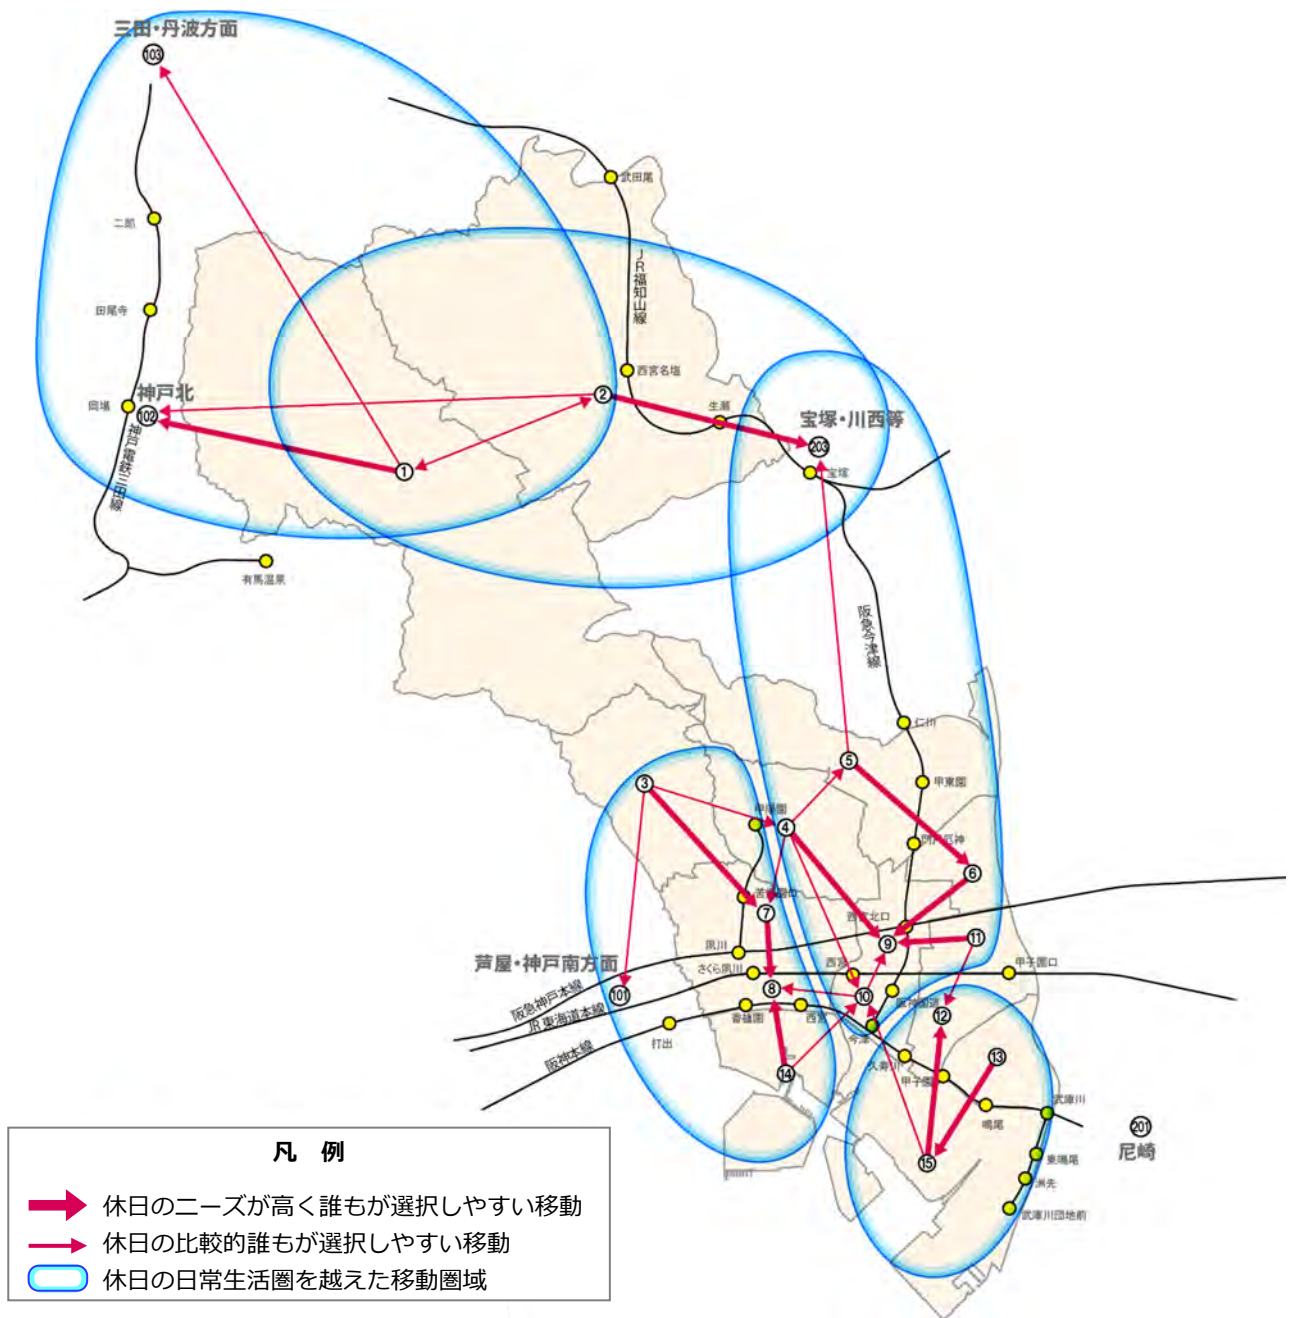 三田・丹波方面
103
武田尾
二郎
JR福知山線
田尾寺
西宮名塩
神戸北
2
岡場
102
生瀬
宝塚・川西等
203
神戸電鉄三田線
1
宝塚
有馬温泉
阪急今津線
仁川
5
3
甲東園
甲陽園
4
門戸厄神
6
苦楽園口
7
西宮北口
11
9
夙川
芦屋・神戸南方面
さくら夙川
西宮
甲子園口
101
8
10
阪急神戸本線
阪神国道
12
JR東海道本線
香櫨園
西宮
打出
今津
阪神本線
久寿川
13
14
甲子園
鳴尾
武庫川
201
尼崎
15
東鳴尾
洲先
武庫川団地前
凡 例
休日のニーズが高く誰もが選択しやすい移動
休日の比較的誰もが選択しやすい移動
休日の日常生活圏を越えた移動圏域